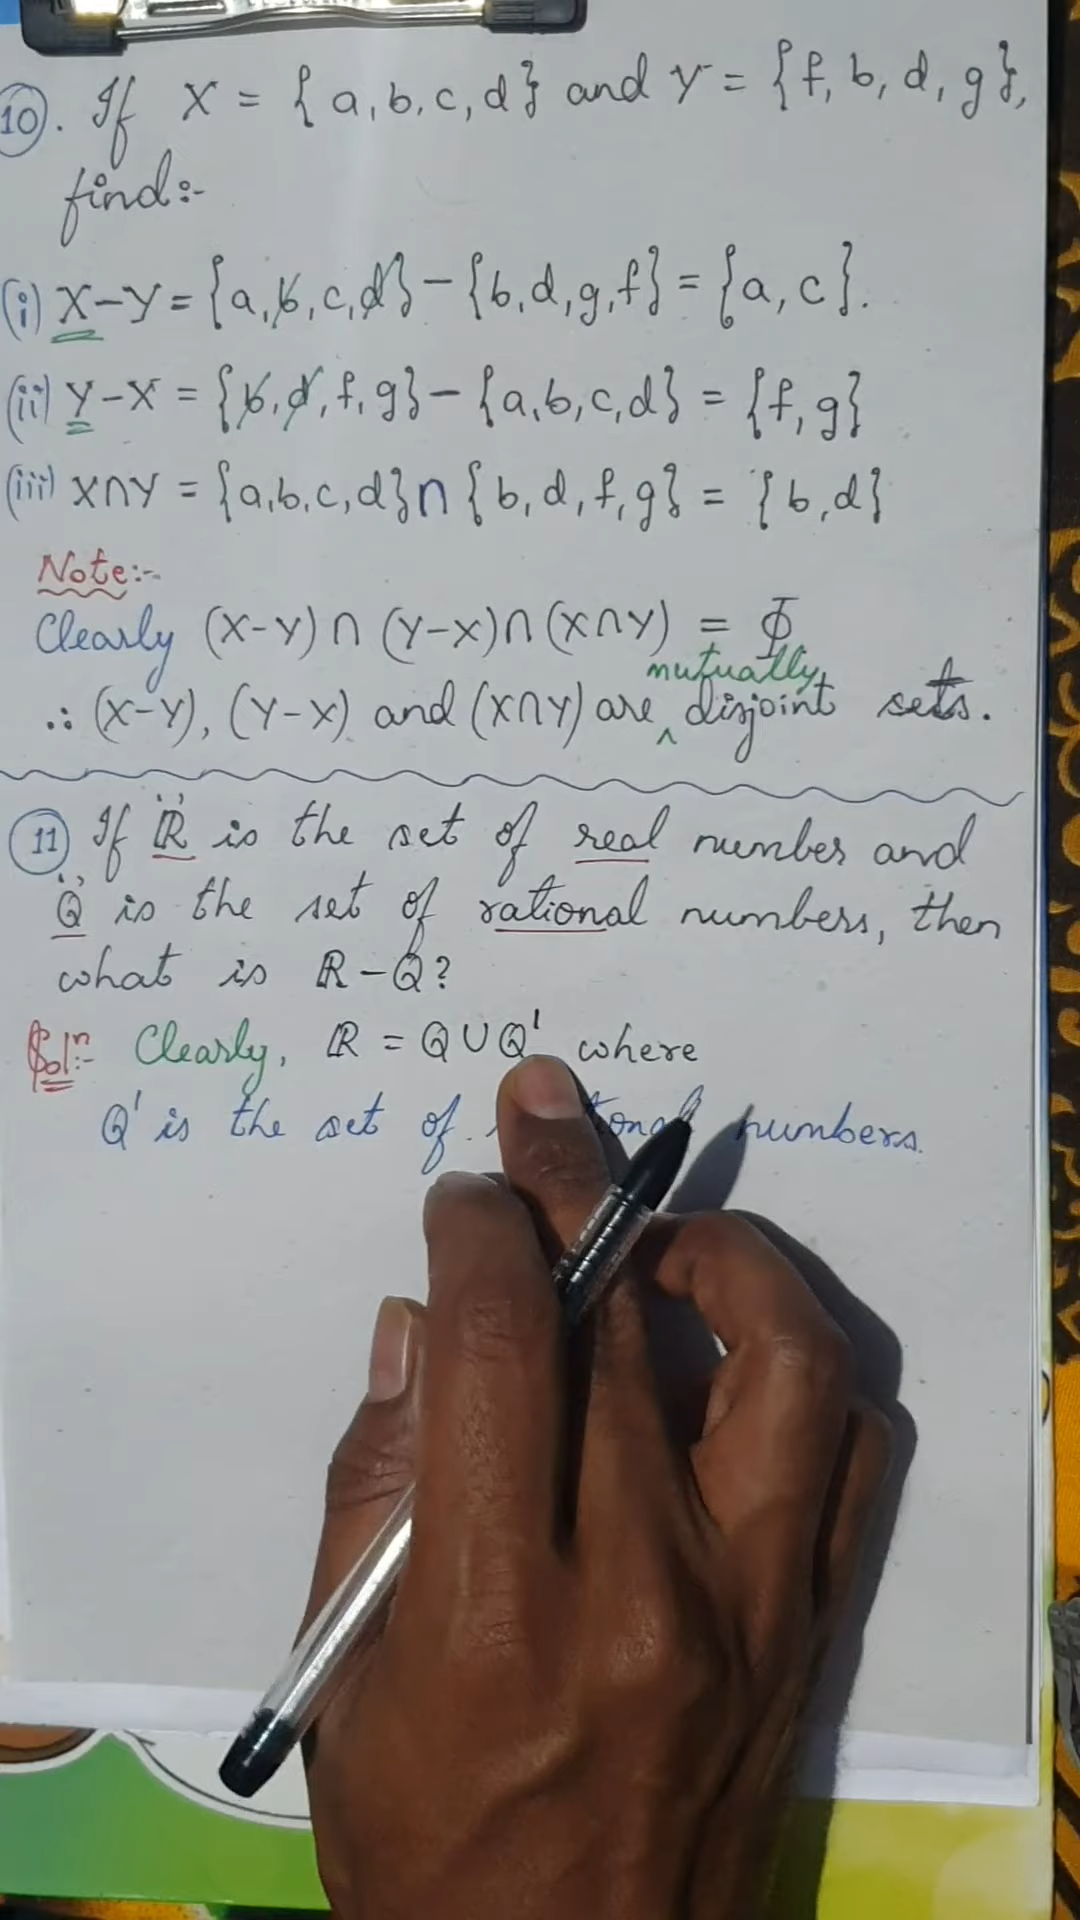 10. If X = {a, b, c, d} and Y = {f, b, d, g},
find:-
(i) X-Y = {a, b, c, d} - {b, d, g, f} = {a, c}.
(ii) Y-X = {b, d, f, g} - {a, b, c, d} = {f, g}
(iii) X∩Y = {a, b, c, d} ∩ {b, d, f, g} = {b, d}
Note:-
Clearly (X-Y) ∩ (Y-X) ∩ (X∩Y) = Φ
∴ (X-Y), (Y-X) and (X∩Y) are mutually disjoint sets.
11 If ℝ is the set of real number and
Q is the set of rational numbers, then
what is ℝ-Q?
Solⁿ:- Clearly, ℝ = Q ∪ Q' where
Q' is the set of numbers.